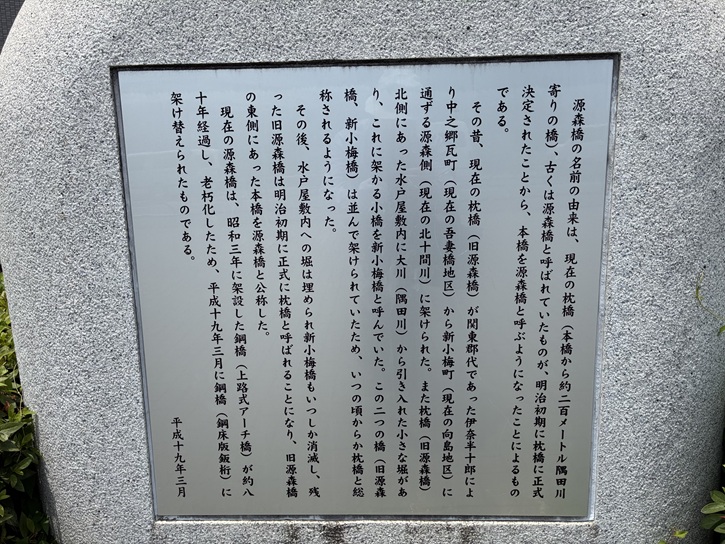 源森橋の名前の由来は、現在の枕橋（本橋から約二百メートル隅田川
寄りの橋）、古くは源森橋と呼ばれていたものが、明治初期に枕橋に正式
決定されたことから、本橋を源森橋と呼ぶようになったことによるもの
である。
その昔、現在の枕橋（旧源森橋）が関東郡代であった伊奈半十郎によ
り中之郷瓦町（現在の吾妻橋地区）から新小梅町（現在の向島地区）に
通ずる源森側（現在の北十間川）に架けられた。また枕橋（旧源森橋）
北側にあった水戸屋敷内に大川（隅田川）から引き入れた小さな堀があ
り、これに架かる小橋を新小梅橋と呼んでいた。この二つの橋（旧源森
橋、新小梅橋）は並んで架けられていたため、いつの頃からか枕橋と総
称されるようになった。
その後、水戸屋敷内への堀は埋められ新小梅橋もいつしか消滅し、残
った旧源森橋は明治初期に正式に枕橋と呼ばれることになり、旧源森橋
の東側にあった本橋を源森橋と公称した。
現在の源森橋は、昭和三年に架設した鋼橋（上路式アーチ橋）が約八
十年経過し、老朽化したため、平成十九年三月に鋼橋（鋼床版鈑桁）に
架け替えられたものである。
平成十九年三月